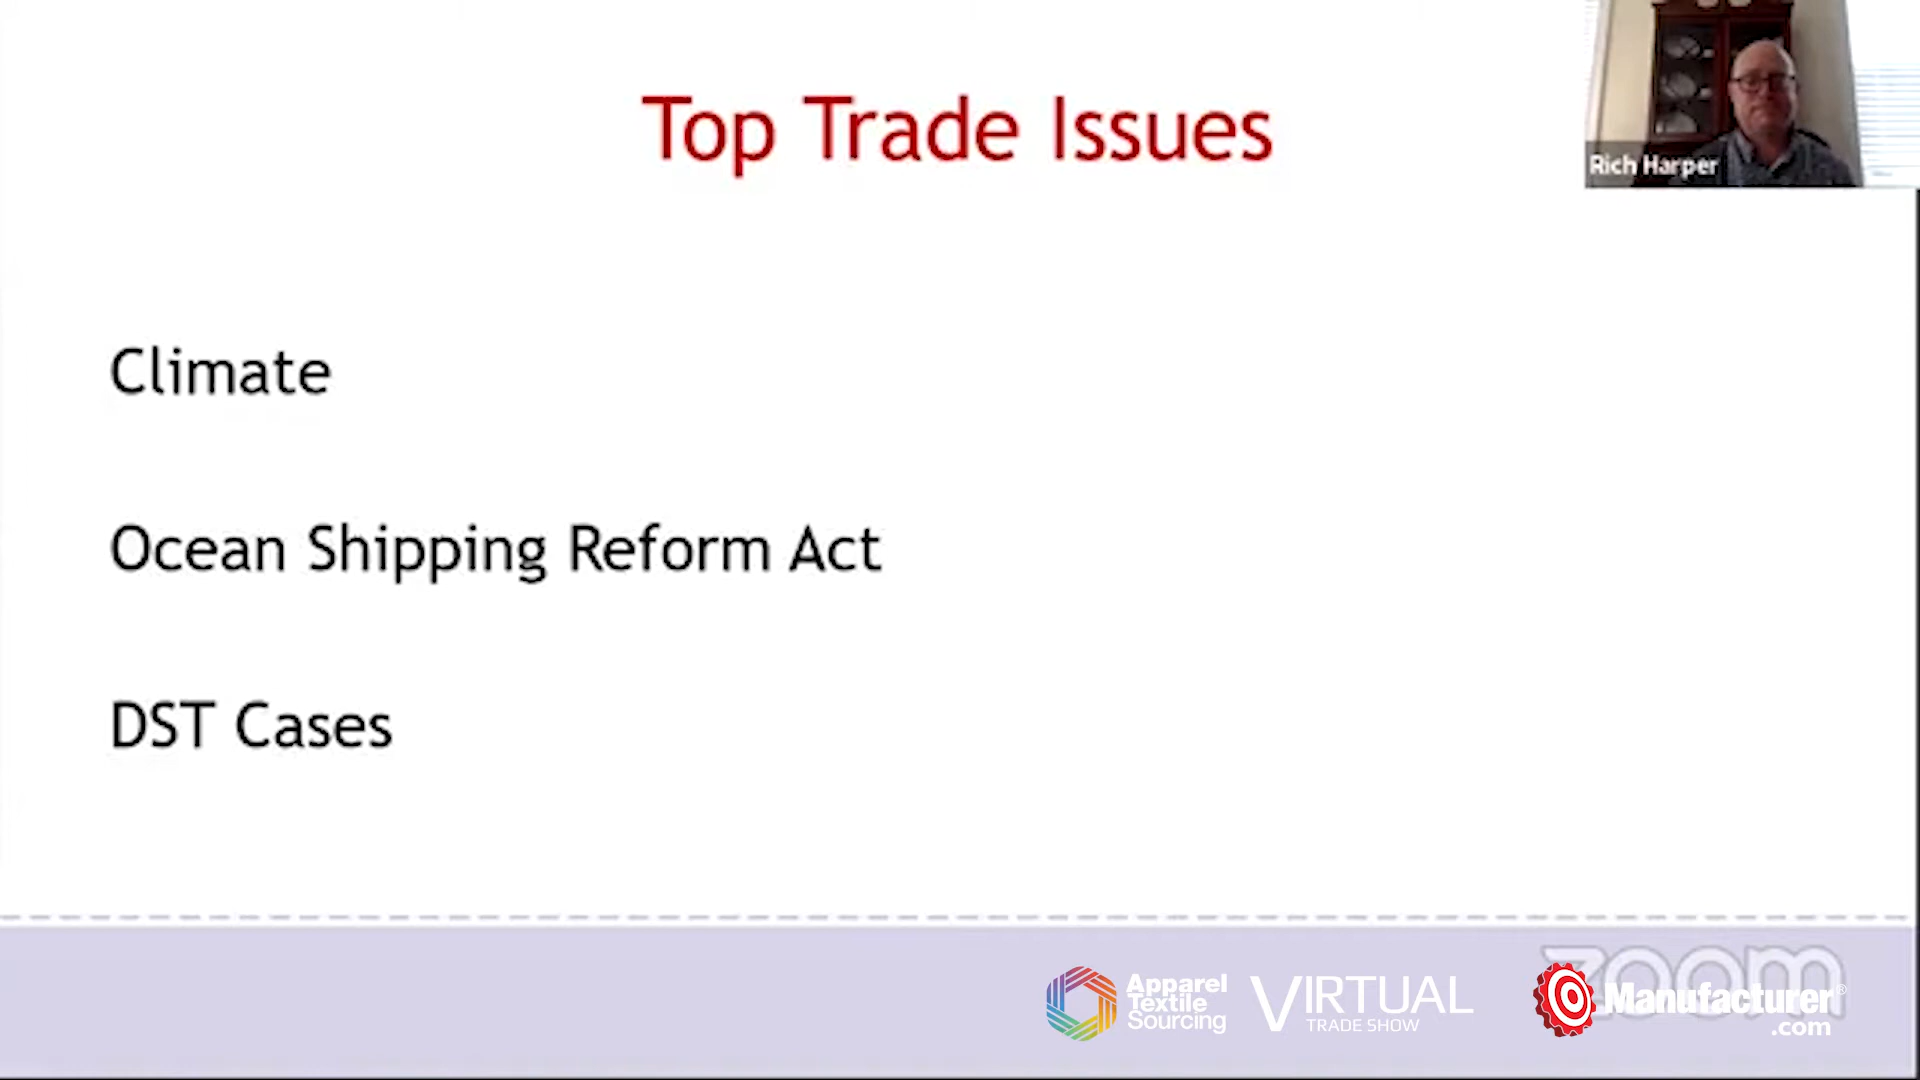 Top Trade Issues
Rich Harper
Climate
Ocean Shipping Reform Act
DST Cases
zoom
Apparel
Textile
Sourcing
VIRTUAL
TRADE SHOW
Manufacturer®
.com